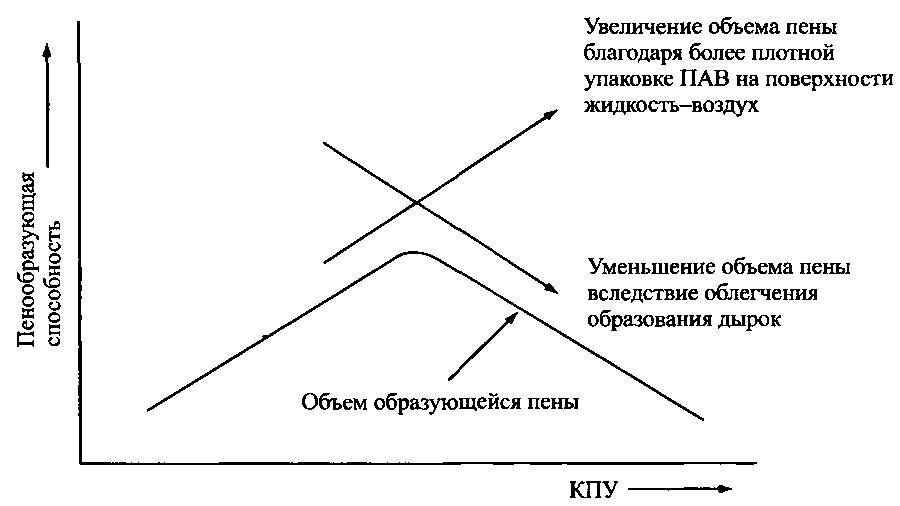 Увеличение объема пены
благодаря более плотной
упаковке ПАВ на поверхности
жидкость–воздух
Пенообразующая
способность
Уменьшение объема пены
вследствие облегчения
образования дырок
Объем образующейся пены
КПУ